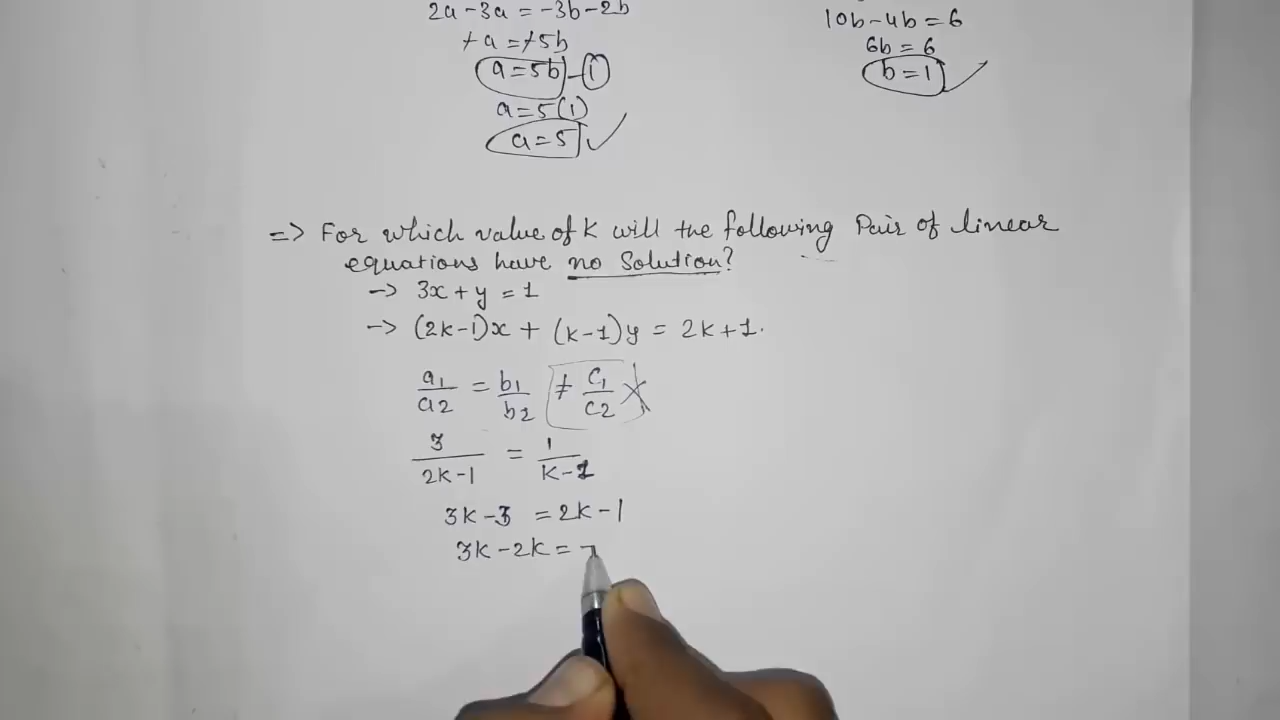 2a - 3a = -3b - 2b
+a = +5b
a = 5b - 1
a = 5(1)
a = 5 ✓
10b - 4b = 6
6b = 6
b = 1 ✓
=> For which value of K will the following Pair of linear
equations have no Solution?
-> 3x + y = 1
-> (2k-1)x + (k-1)y = 2k+1.
a1/a2 = b1/b2 ≠ c1/c2 ×
3/(2k-1) = 1/(k-1)
3k - 3 = 2k - 1
3k - 2k = -